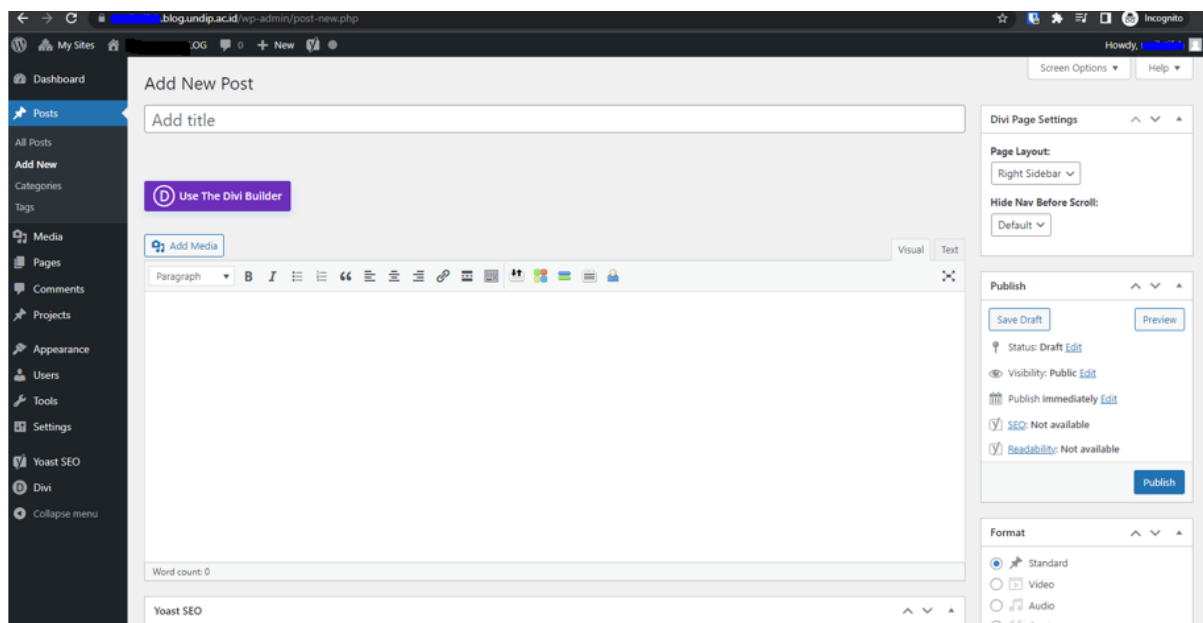 .blog.undip.ac.id/wp-admin/post-new.php
Incognito
My Sites
OG 0 + New
Howdy,
Screen Options ▼ Help ▼
Dashboard
Posts
All Posts
Add New
Categories
Tags
Media
Pages
Comments
Projects
Appearance
Users
Tools
Settings
Yoast SEO
Divi
Collapse menu
Add New Post
Add title
D Use The Divi Builder
Add Media
Visual Text
Paragraph B I
Word count: 0
Yoast SEO
Divi Page Settings
Page Layout:
Right Sidebar
Hide Nav Before Scroll:
Default
Publish
Save Draft Preview
Status: Draft Edit
Visibility: Public Edit
Publish immediately Edit
SEO: Not available
Readability: Not available
Publish
Format
Standard
Video
Audio